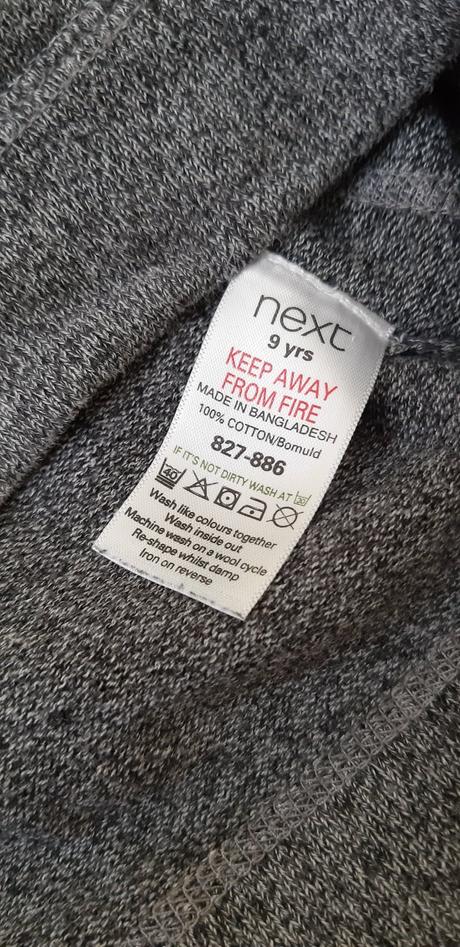 next
9 yrs
KEEP AWAY
FROM FIRE
MADE IN BANGLADESH
100% COTTON/Bomuld
827-886
IF IT'S NOT DIRTY WASH AT 30
40
Wash like colours together
Wash inside out
Machine wash on a wool cycle
Re-shape whilst damp
Iron on reverse